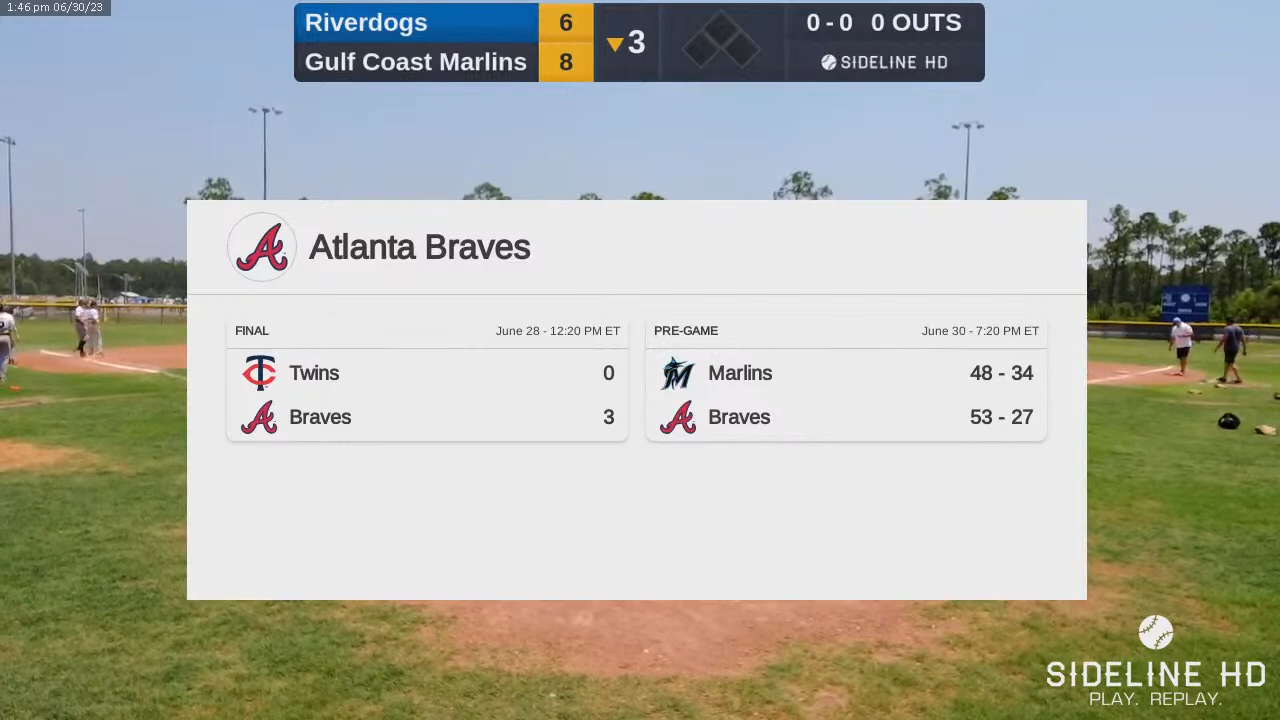 1:46 pm 06/30/23
Riverdogs 6
Gulf Coast Marlins 8
▼3
0 - 0 0 OUTS
SIDELINE HD
Atlanta Braves
FINAL June 28 - 12:20 PM ET
Twins 0
Braves 3
PRE-GAME June 30 - 7:20 PM ET
Marlins 48 - 34
Braves 53 - 27
SIDELINE HD
PLAY. REPLAY.